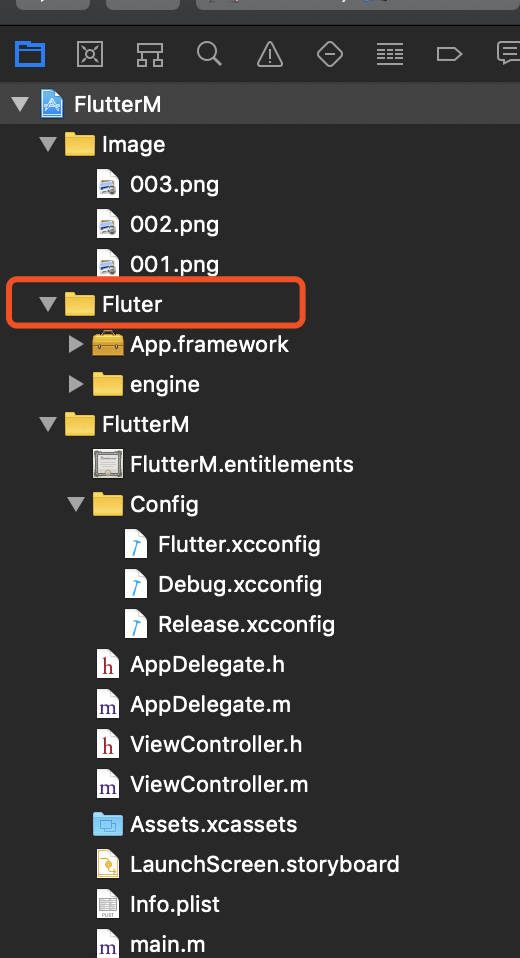 FlutterM
Image
003.png
002.png
001.png
Fluter
App.framework
engine
FlutterM
FlutterM.entitlements
Config
Flutter.xcconfig
Debug.xcconfig
Release.xcconfig
h AppDelegate.h
m AppDelegate.m
h ViewController.h
m ViewController.m
Assets.xcassets
LaunchScreen.storyboard
PLIST Info.plist
m main.m